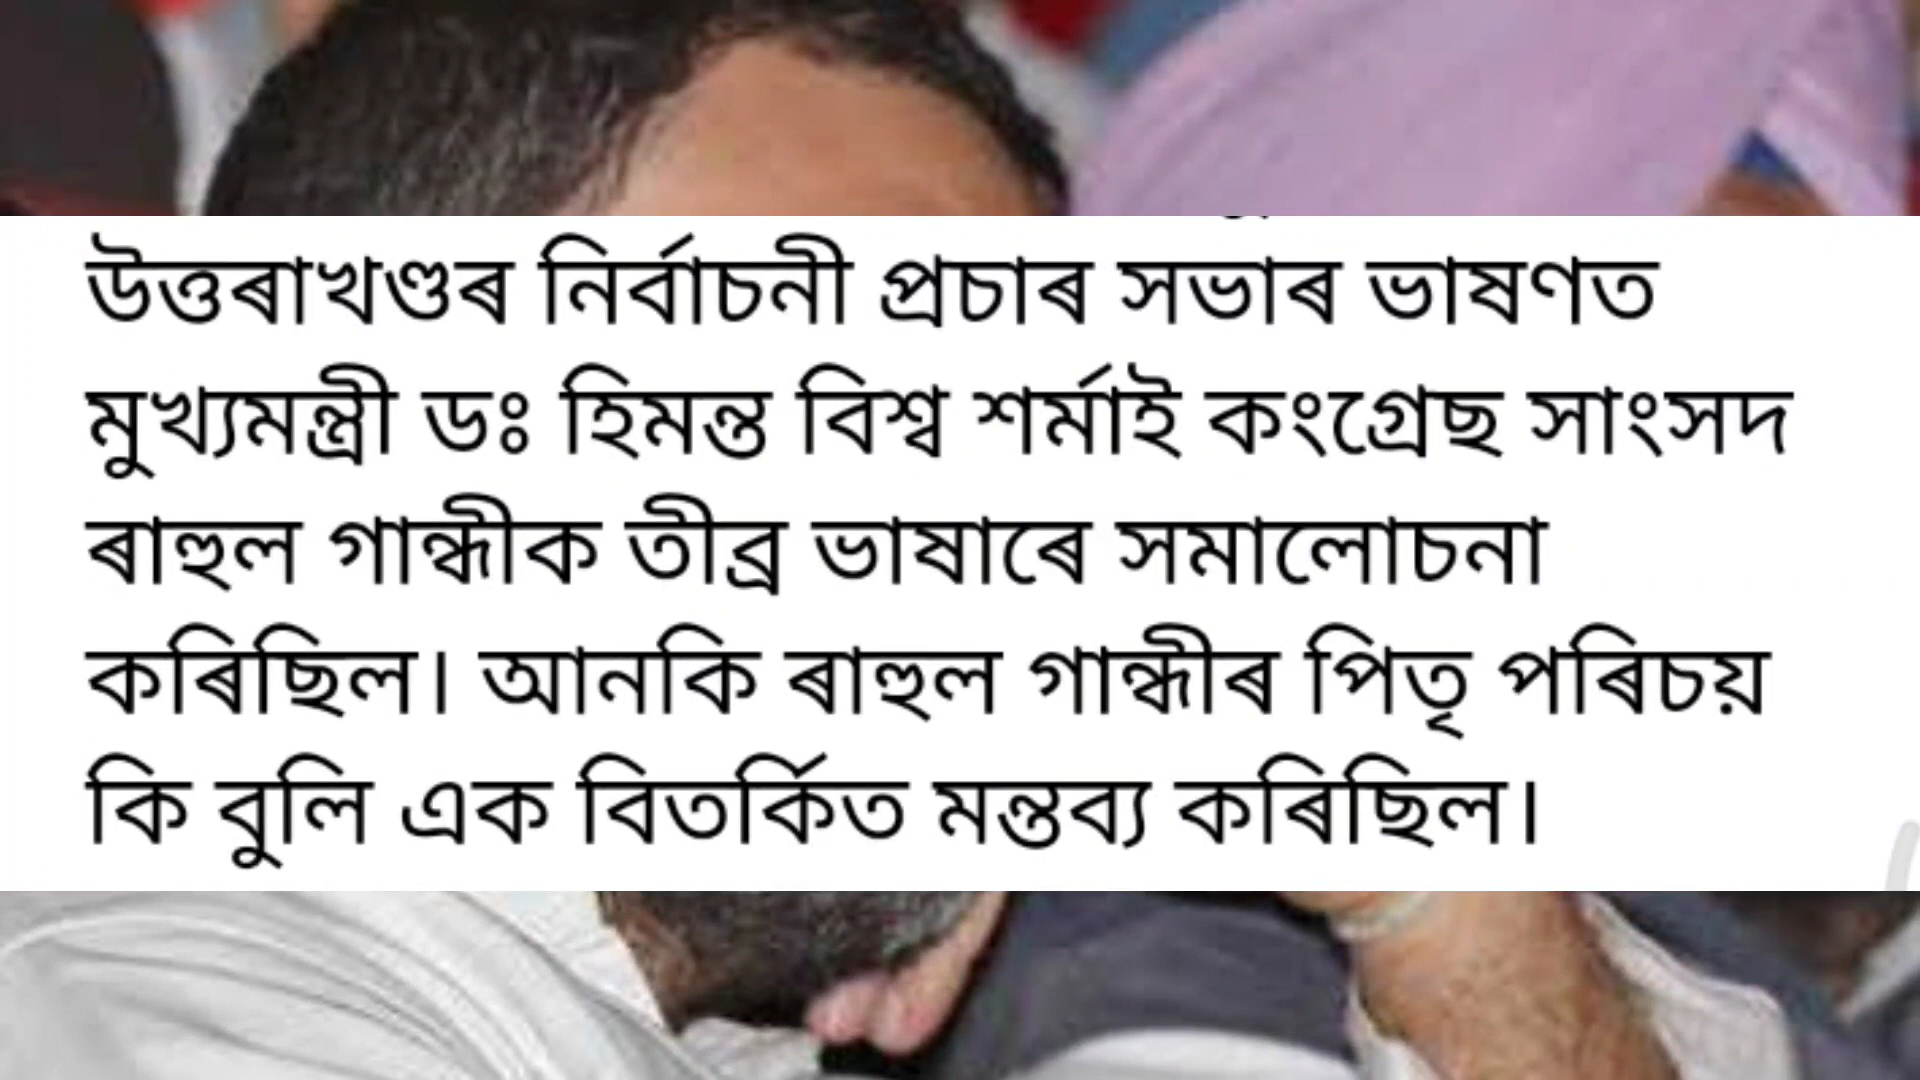 উত্তৰাখণ্ডৰ নিৰ্বাচনী প্ৰচাৰ সভাৰ ভাষণত
মুখ্যমন্ত্ৰী ডঃ হিমন্ত বিশ্ব শৰ্মাই কংগ্ৰেছ সাংসদ
ৰাহুল গান্ধীক তীব্ৰ ভাষাৰে সমালোচনা
কৰিছিল। আনকি ৰাহুল গান্ধীৰ পিতৃ পৰিচয়
কি বুলি এক বিতৰ্কিত মন্তব্য কৰিছিল।